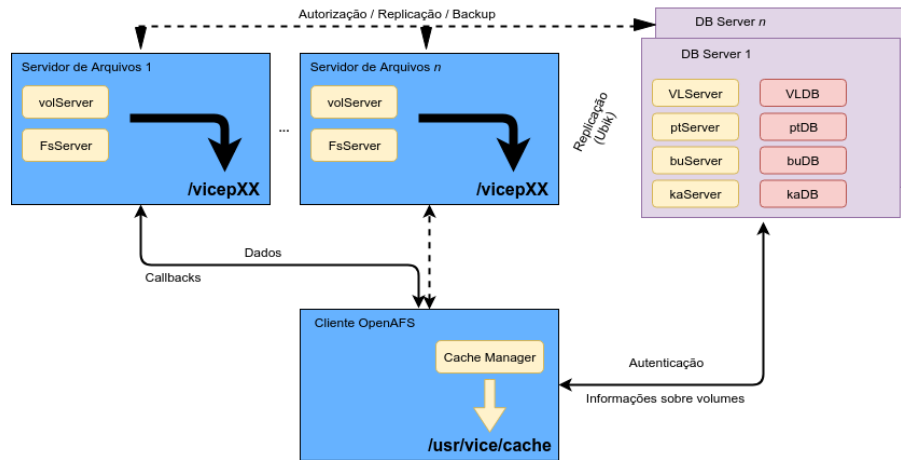 Autorização / Replicação / Backup
DB Server n
DB Server 1
Servidor de Arquivos 1
volServer
FsServer
/vicepXX
...
Servidor de Arquivos n
volServer
FsServer
/vicepXX
Replicação
(Ubik)
VLServer
VLDB
ptServer
ptDB
buServer
buDB
kaServer
kaDB
Dados
Callbacks
Cliente OpenAFS
Cache Manager
/usr/vice/cache
Autenticação
Informações sobre volumes